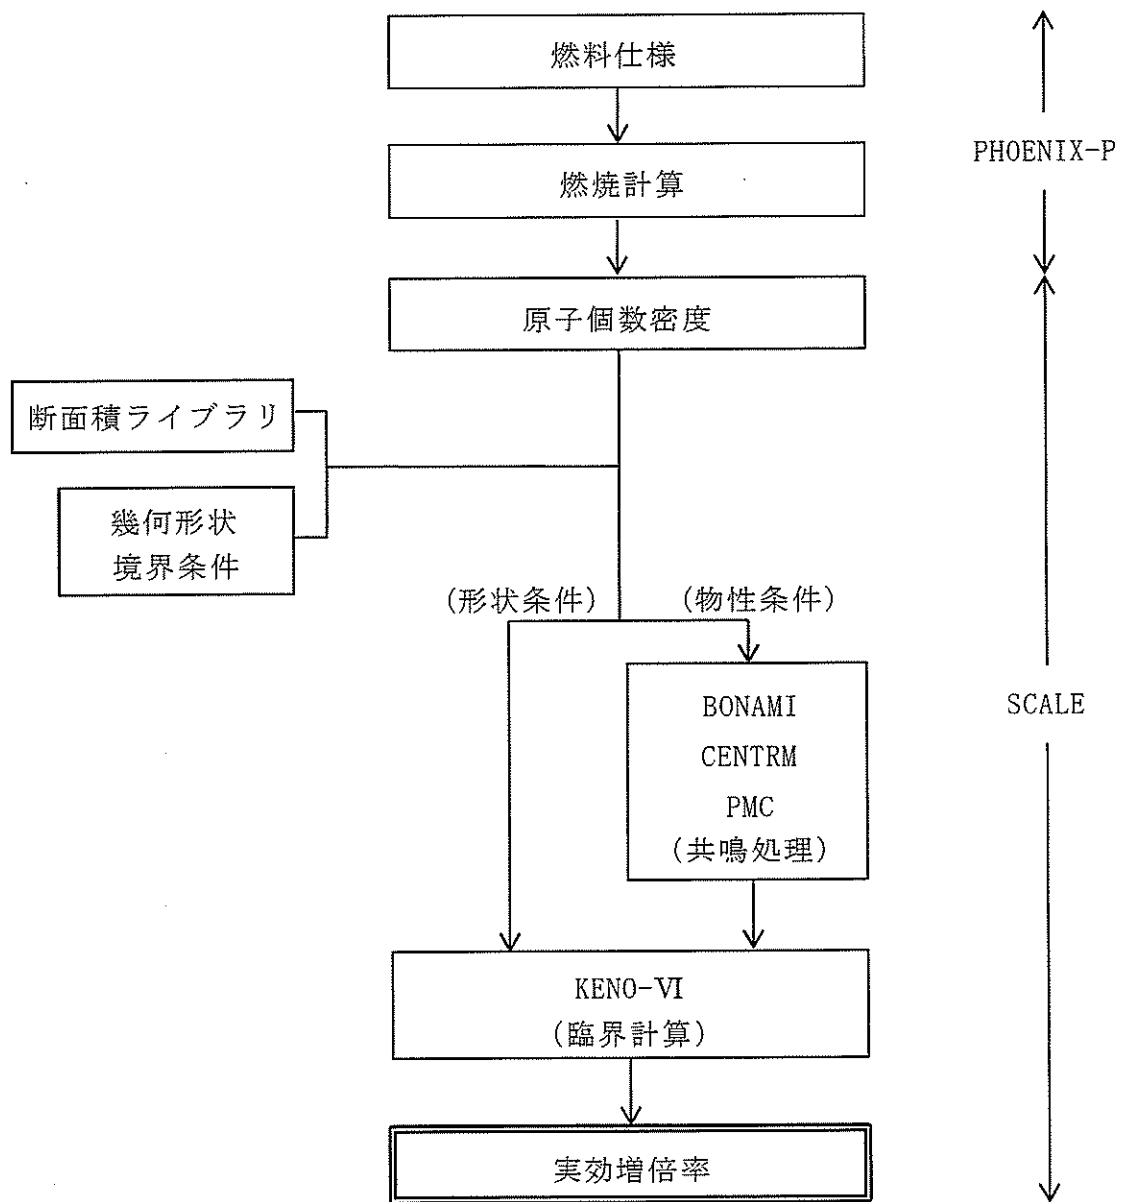 燃料仕様
PHOENIX-P
燃焼計算
原子個数密度
断面積ライブラリ
幾何形状
境界条件
(形状条件)
(物性条件)
BONAMI
CENTRM
PMC
(共鳴処理)
SCALE
KENO-Ⅵ
(臨界計算)
実効増倍率